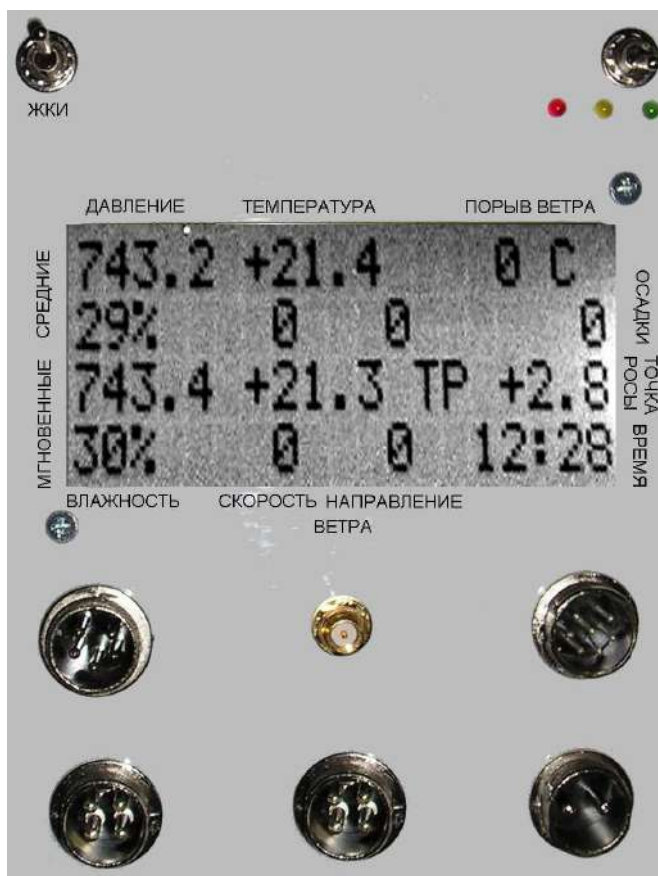 ЖКИ
ДАВЛЕНИЕ ТЕМПЕРАТУРА ПОРЫВ ВЕТРА
СРЕДНИЕ
743.2 +21.4 0 С
29% 0 0 0
ОСАДКИ
МГНОВЕННЫЕ
743.4 +21.3 ТР +2.8
30% 0 0 12:28
ТОЧКА
РОСЫ
ВРЕМЯ
ВЛАЖНОСТЬ СКОРОСТЬ НАПРАВЛЕНИЕ
ВЕТРА